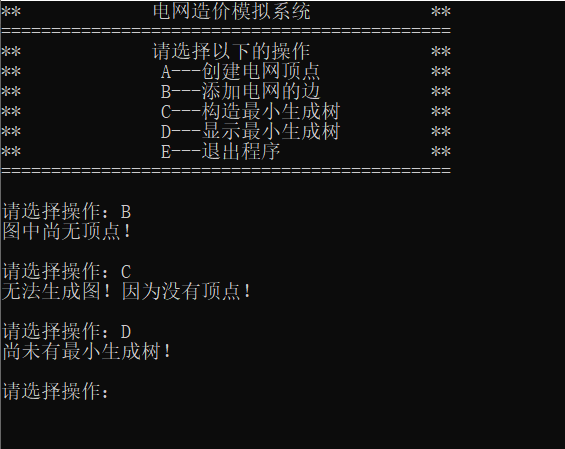 **             电网造价模拟系统            **
=============================================
**             请选择以下的操作            **
**              A---创建电网顶点           **
**              B---添加电网的边           **
**              C---构造最小生成树         **
**              D---显示最小生成树         **
**              E---退出程序               **
=============================================
请选择操作：B
图中尚无顶点！
请选择操作：C
无法生成图！因为没有顶点！
请选择操作：D
尚未有最小生成树！
请选择操作：